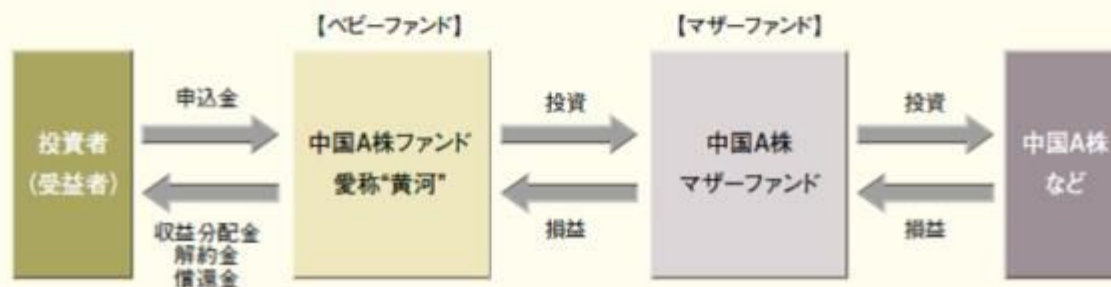 【ベビーファンド】
【マザーファンド】
投資者
(受益者)
申込金
収益分配金
解約金
償還金
中国A株ファンド
愛称“黄河”
投資
損益
中国A株
マザーファンド
投資
損益
中国A株
など